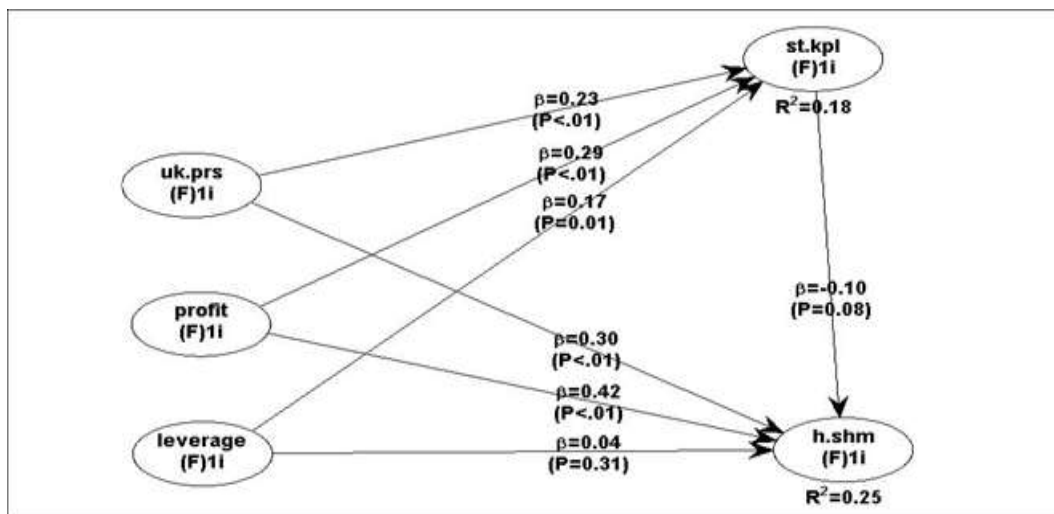 st.kpl
(F)1i
R²=0.18
β=0.23
(P<.01)
β=0.29
(P<.01)
uk.prs
(F)1i
β=0.17
(P=0.01)
profit
(F)1i
β=-0.10
(P=0.08)
β=0.30
(P<.01)
β=0.42
(P<.01)
leverage
(F)1i
β=0.04
(P=0.31)
h.shm
(F)1i
R²=0.25